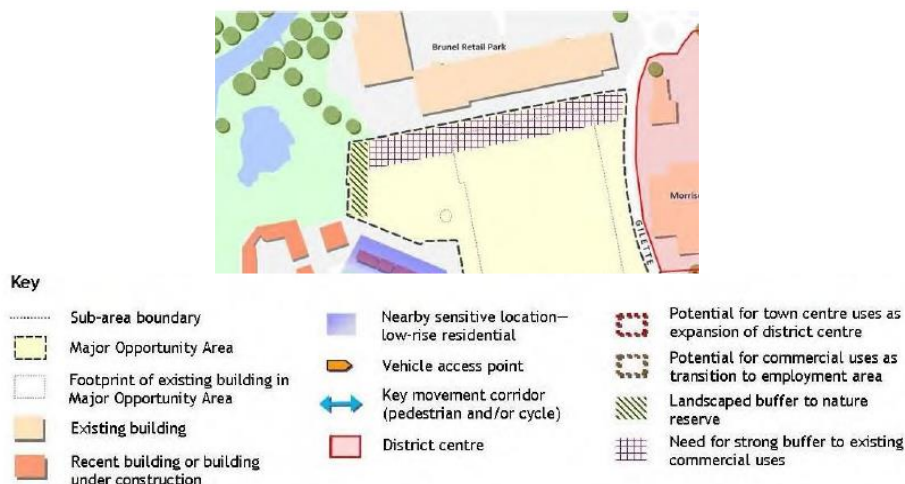 Brunel Retail Park
Morris
GILETTE
Key
Sub-area boundary
Major Opportunity Area
Footprint of existing building in
Major Opportunity Area
Existing building
Recent building or building
under construction
Nearby sensitive location—
low-rise residential
Vehicle access point
Key movement corridor
(pedestrian and/or cycle)
District centre
Potential for town centre uses as
expansion of district centre
Potential for commercial uses as
transition to employment area
Landscaped buffer to nature
reserve
Need for strong buffer to existing
commercial uses